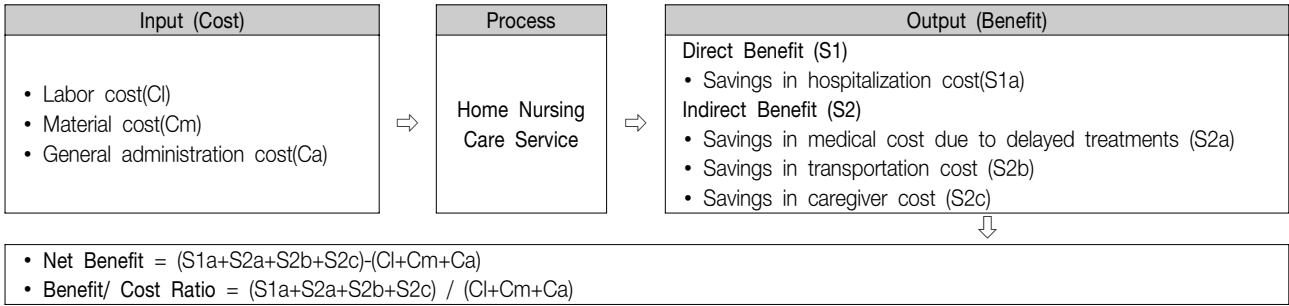 Input (Cost)
• Labor cost(Cl)
• Material cost(Cm)
• General administration cost(Ca)
Process
Home Nursing
Care Service
Output (Benefit)
Direct Benefit (S1)
• Savings in hospitalization cost(S1a)
Indirect Benefit (S2)
• Savings in medical cost due to delayed treatments (S2a)
• Savings in transportation cost (S2b)
• Savings in caregiver cost (S2c)
• Net Benefit = (S1a+S2a+S2b+S2c)-(Cl+Cm+Ca)
• Benefit/ Cost Ratio = (S1a+S2a+S2b+S2c) / (Cl+Cm+Ca)